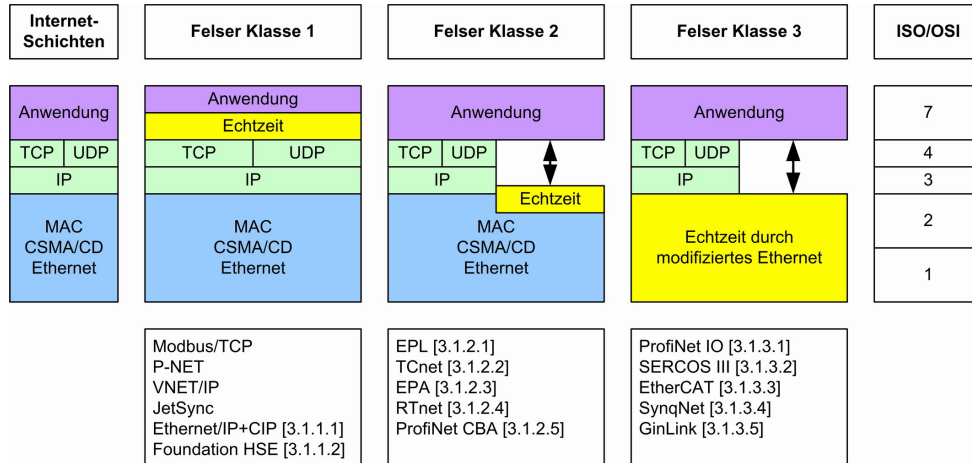 Internet-
Schichten
Felser Klasse 1
Felser Klasse 2
Felser Klasse 3
ISO/OSI
Anwendung
TCP
UDP
IP
MAC
CSMA/CD
Ethernet
Anwendung
Echtzeit
TCP
UDP
IP
MAC
CSMA/CD
Ethernet
Anwendung
TCP
UDP
IP
Echtzeit
MAC
CSMA/CD
Ethernet
Anwendung
TCP
UDP
IP
Echtzeit durch
modifiziertes Ethernet
7
4
3
2
1
Modbus/TCP
P-NET
VNET/IP
JetSync
Ethernet/IP+CIP [3.1.1.1]
Foundation HSE [3.1.1.2]
EPL [3.1.2.1]
TCnet [3.1.2.2]
EPA [3.1.2.3]
RTnet [3.1.2.4]
ProfiNet CBA [3.1.2.5]
ProfiNet IO [3.1.3.1]
SERCOS III [3.1.3.2]
EtherCAT [3.1.3.3]
SynqNet [3.1.3.4]
GinLink [3.1.3.5]